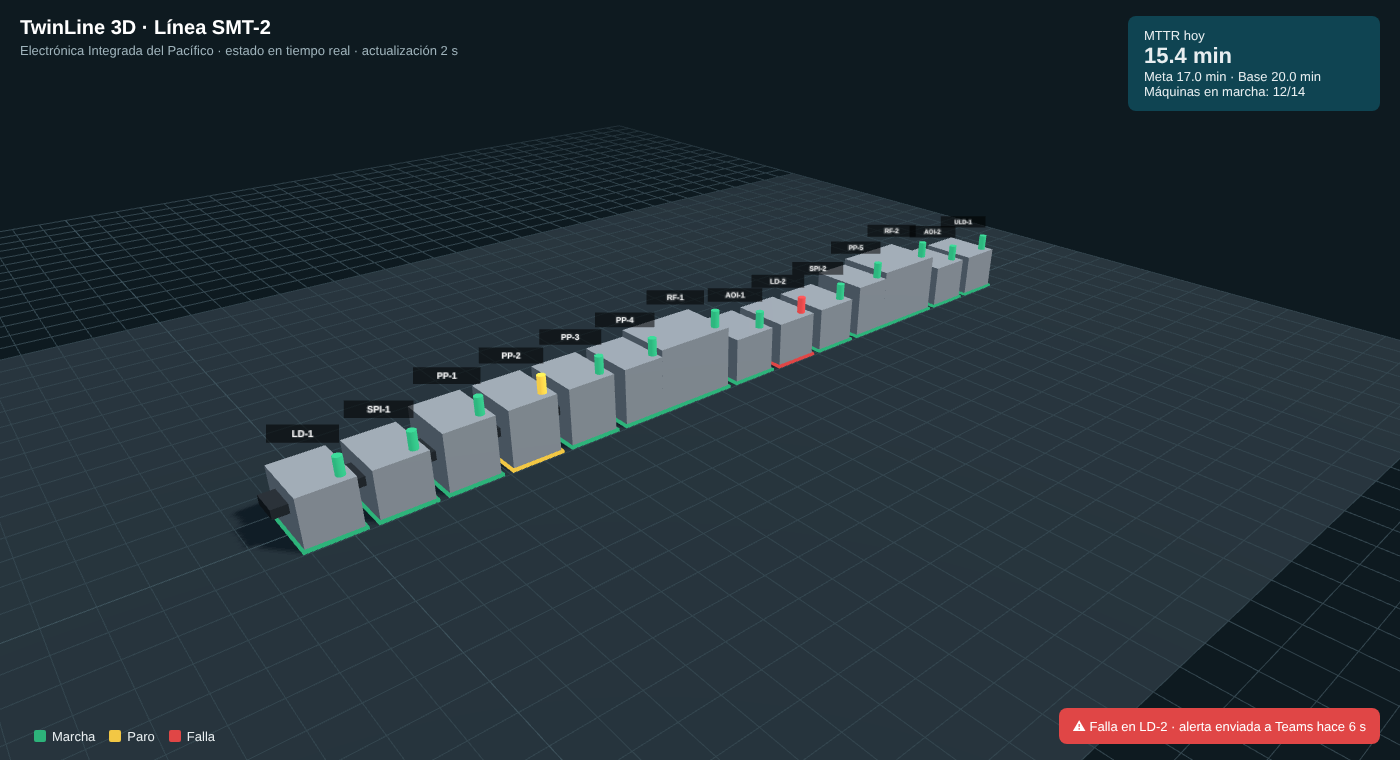 TwinLine 3D · Línea SMT-2
Electrónica Integrada del Pacífico · estado en tiempo real · actualización 2 s
MTTR hoy
15.4 min
Meta 17.0 min · Base 20.0 min
Máquinas en marcha: 12/14
ULD-1
AOI-2
RF-2
PP-5
SPI-2
LD-2
AOI-1
RF-1
PP-4
PP-3
PP-2
PP-1
SPI-1
LD-1
Marcha
Paro
Falla
⚠ Falla en LD-2 · alerta enviada a Teams hace 6 s